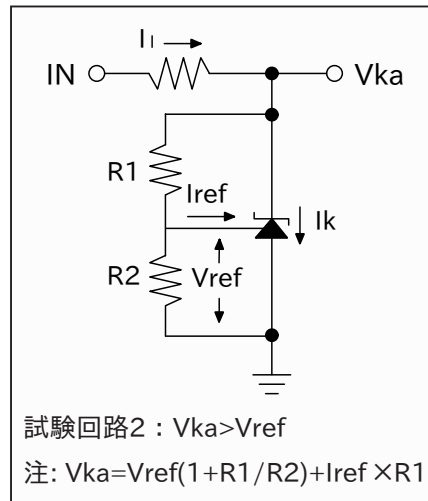 I|
IN
Vka
R1
Iref
Ik
R2
Vref
試験回路2：Vka>Vref
注: Vka=Vref(1+R1/R2)+Iref×R1